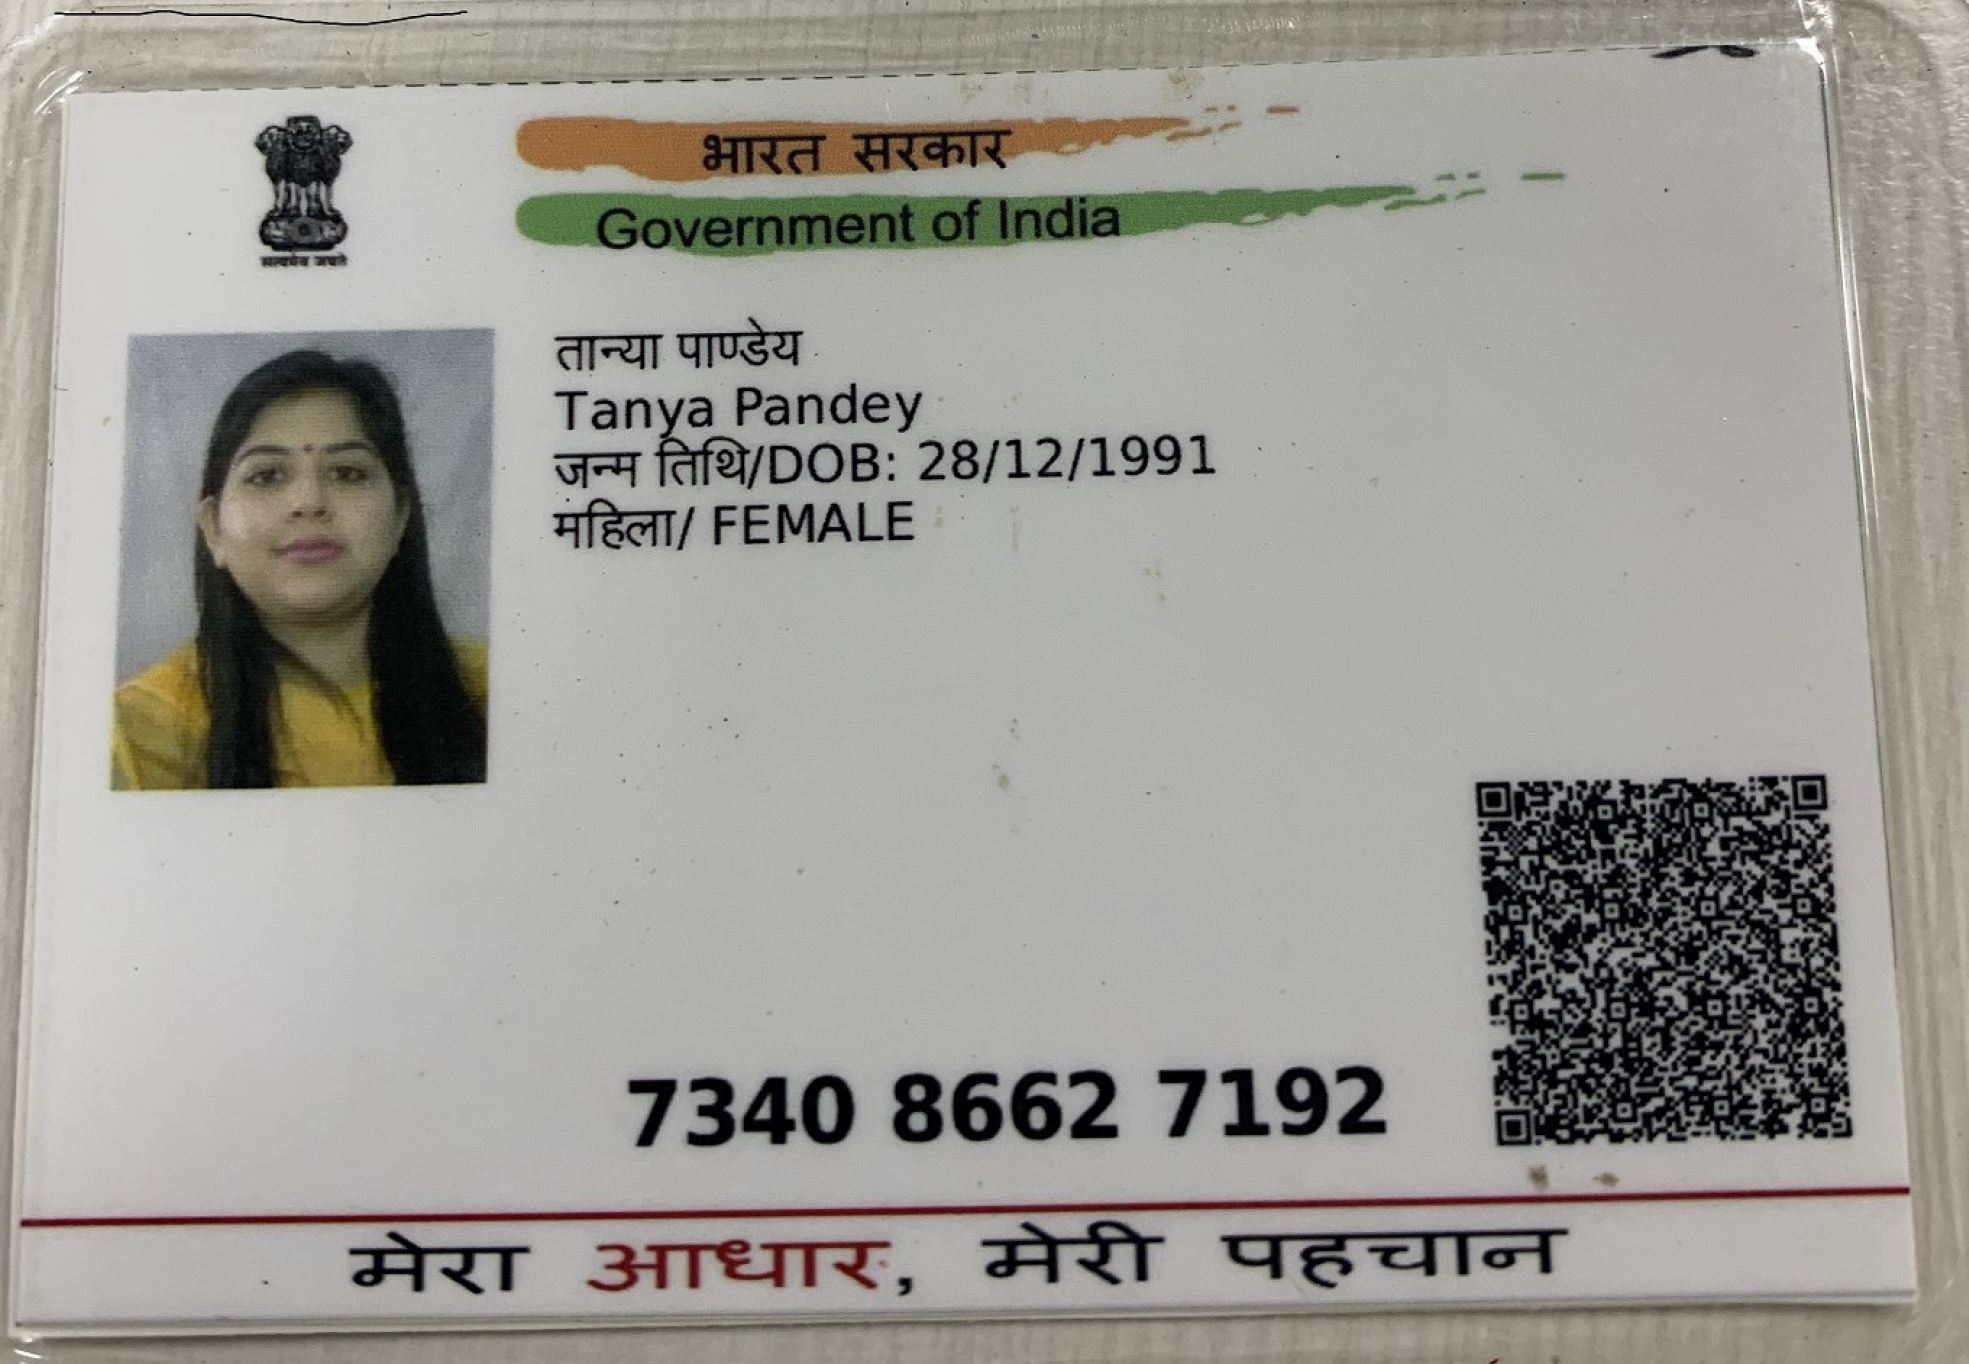 भारत सरकार
Government of India
सत्यमेव जयते
तान्या पाण्डेय
Tanya Pandey
जन्म तिथि/DOB: 28/12/1991
महिला/ FEMALE
7340 8662 7192
मेरा आधार, मेरी पहचान